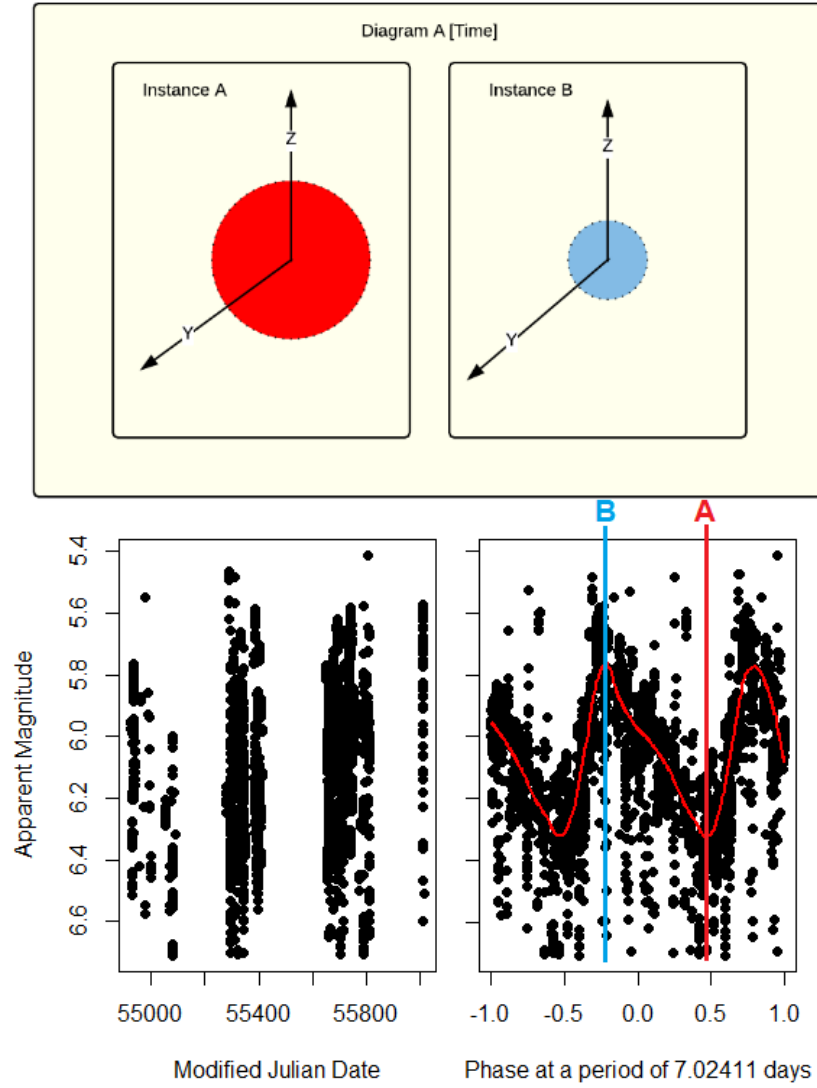 Diagram A [Time]
Instance A
Instance B
Z
Z
Y
Y
B
A
Apparent Magnitude
5.4
5.6
5.8
6.0
6.2
6.4
6.6
55000
55400
55800
-1.0
-0.5
0.0
0.5
1.0
Modified Julian Date
Phase at a period of 7.02411 days